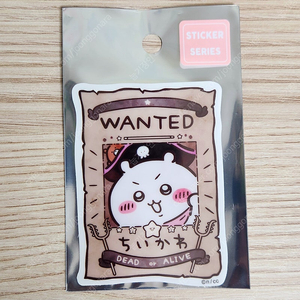 STICKER
SERIES
WANTED
ちいかわ
DEAD or ALIVE